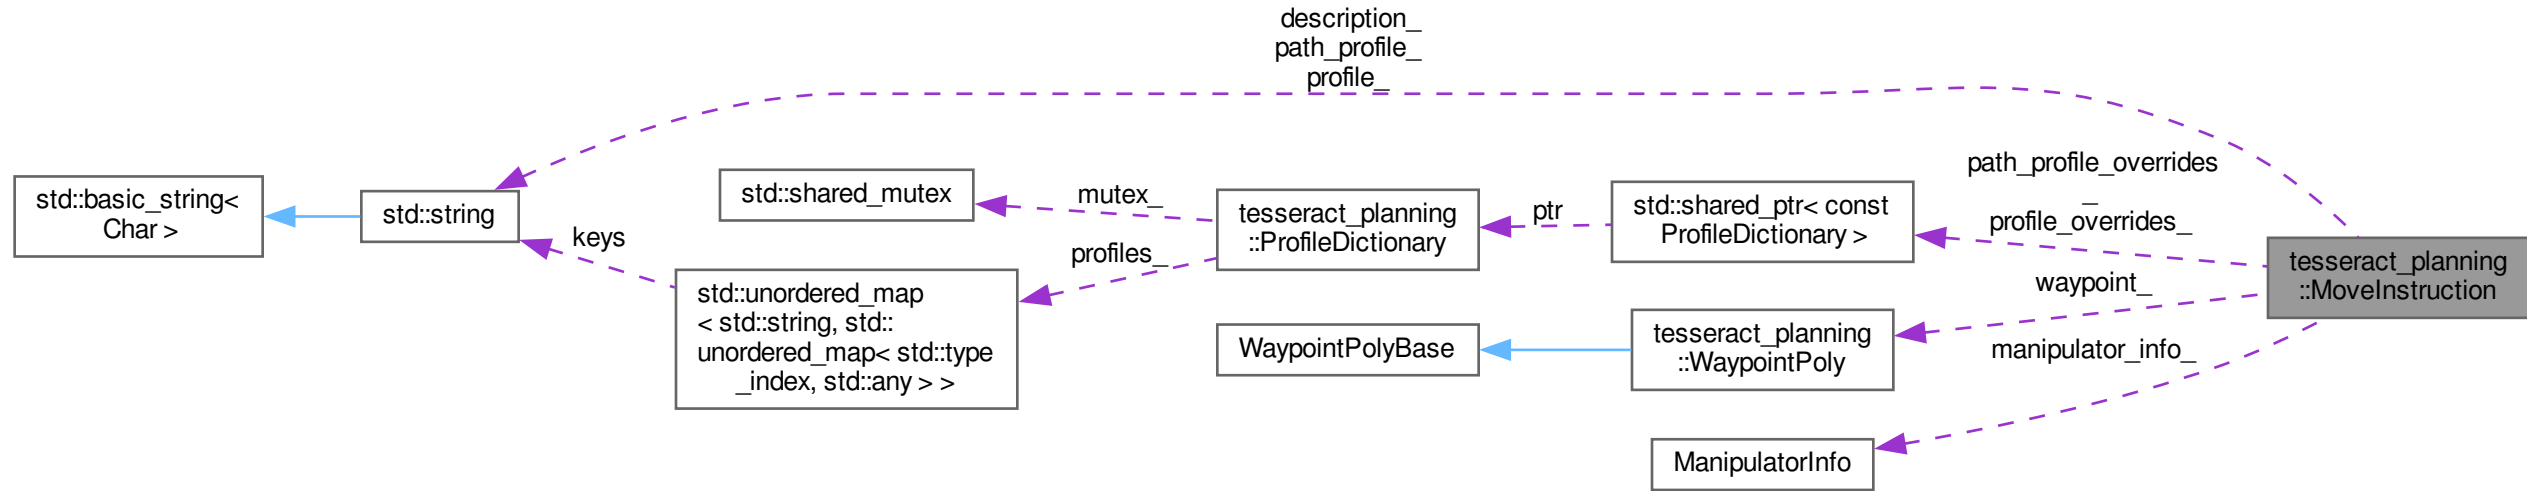 description_
path_profile_
profile_
std::basic_string<
Char >
std::string
keys
std::shared_mutex
mutex_
profiles_
std::unordered_map
< std::string, std::
unordered_map< std::type
_index, std::any > >
tesseract_planning
::ProfileDictionary
ptr
std::shared_ptr< const
ProfileDictionary >
path_profile_overrides
_
profile_overrides_
waypoint_
WaypointPolyBase
tesseract_planning
::WaypointPoly
manipulator_info_
ManipulatorInfo
tesseract_planning
::MoveInstruction